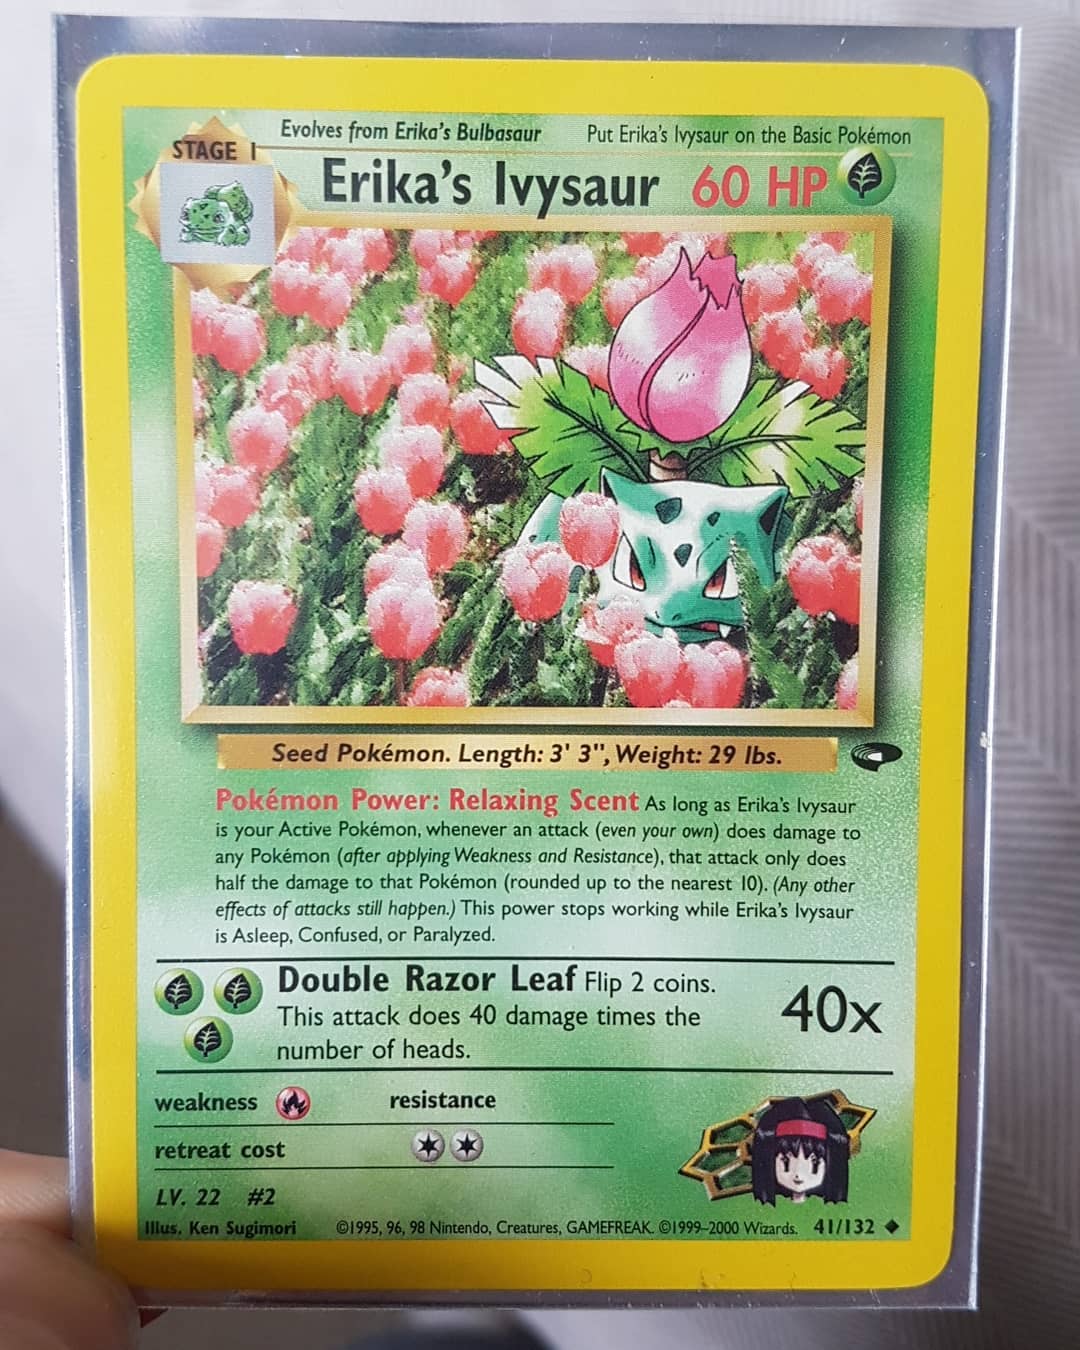 Evolves from Erika's Bulbasaur Put Erika's Ivysaur on the Basic Pokémon
STAGE 1
Erika's Ivysaur 60 HP
Seed Pokémon. Length: 3' 3", Weight: 29 lbs.
Pokémon Power: Relaxing Scent As long as Erika's Ivysaur
is your Active Pokémon, whenever an attack (even your own) does damage to
any Pokémon (after applying Weakness and Resistance), that attack only does
half the damage to that Pokémon (rounded up to the nearest 10). (Any other
effects of attacks still happen.) This power stops working while Erika's Ivysaur
is Asleep, Confused, or Paralyzed.
Double Razor Leaf Flip 2 coins.
This attack does 40 damage times the
number of heads.
40x
weakness resistance
retreat cost
LV. 22 #2
Illus. Ken Sugimori ©1995, 96, 98 Nintendo, Creatures, GAMEFREAK. ©1999–2000 Wizards. 41/132